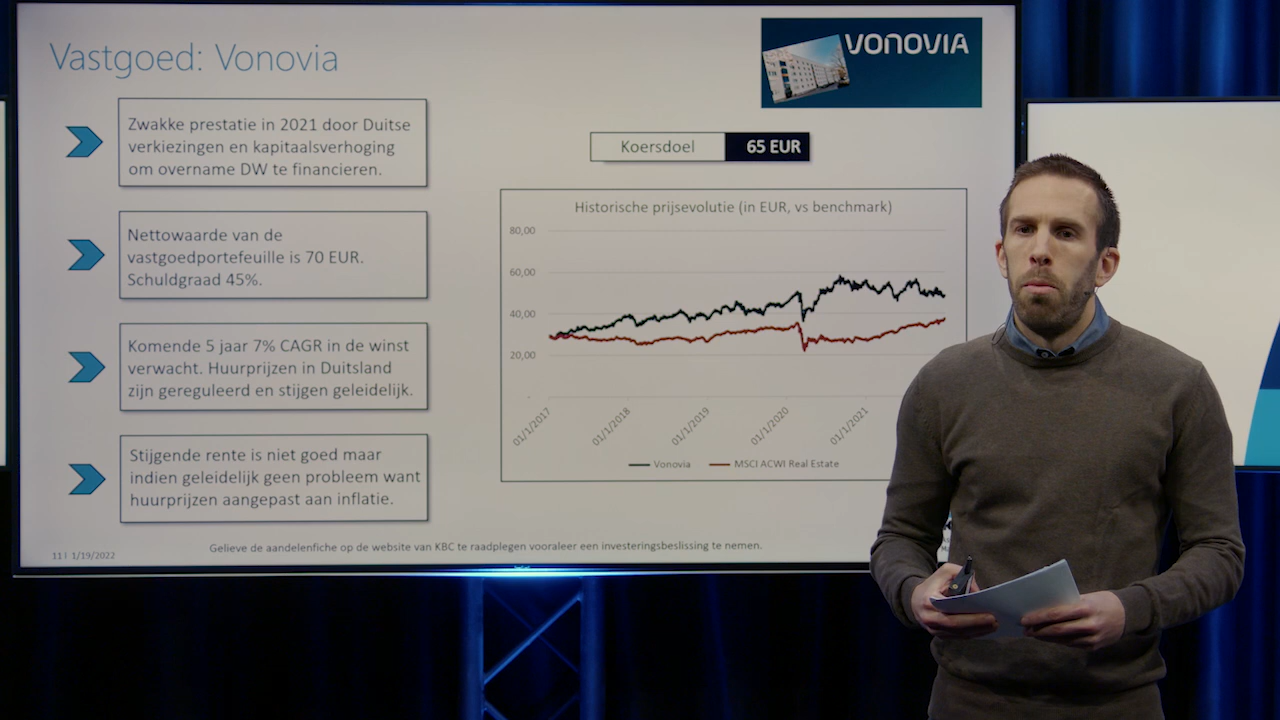 Vastgoed: Vonovia
VONOVIA
Zwakke prestatie in 2021 door Duitse
verkiezingen en kapitaalsverhoging
om overname DW te financieren.
Nettowaarde van de
vastgoedportefeuille is 70 EUR.
Schuldgraad 45%.
Komende 5 jaar 7% CAGR in de winst
verwacht. Huurprijzen in Duitsland
zijn gereguleerd en stijgen geleidelijk.
Stijgende rente is niet goed maar
indien geleidelijk geen probleem want
huurprijzen aangepast aan inflatie.
Koersdoel 65 EUR
Historische prijsevolutie (in EUR, vs benchmark)
80,00
60,00
40,00
20,00
-
01/1/2017 01/1/2018 01/1/2019 01/1/2020 01/1/2021
Vonovia MSCI ACWI Real Estate
11 | 1/19/2022
Gelieve de aandelenfiche op de website van KBC te raadplegen vooraleer een investeringsbeslissing te nemen.